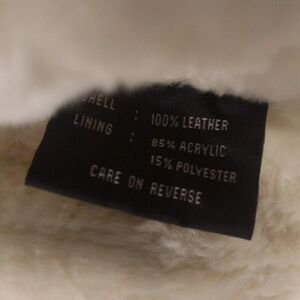 SHELL : 100% LEATHER
LINING : 85% ACRYLIC
15% POLYESTER
CARE ON REVERSE